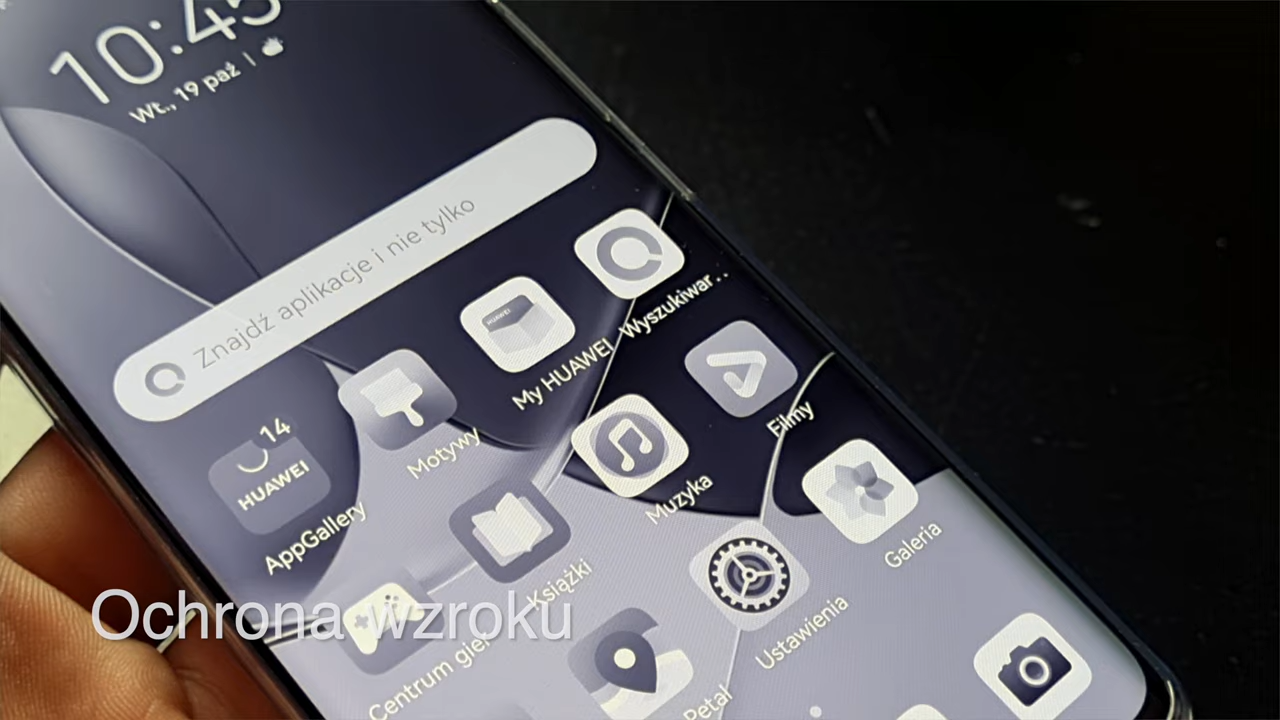 10:45
Wt., 19 paź |
Znajdź aplikacje i nie tylko
14
HUAWEI
AppGallery
Motywy
HUAWEI
My HUAWEI
Wyszukiwar...
Centrum gier
Książki
Muzyka
Filmy
Petal
Ustawienia
Galeria
Ochrona wzroku